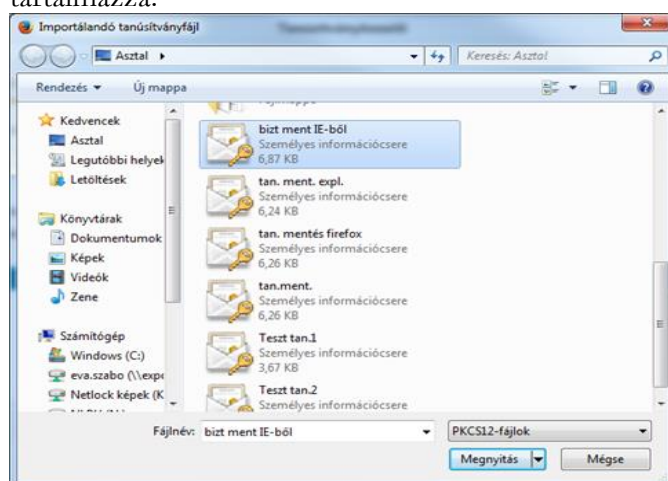 tartalmazza.
Importálandó tanúsítványfájl
Asztal
Keresés: Asztal
Rendezés
Új mappa
Kedvencek
Asztal
Legutóbbi helyek
Letöltések
Könyvtárak
Dokumentumok
Képek
Videók
Zene
Számítógép
Windows (C:)
eva.szabo (\\expo
Netlock képek (K
bizt ment IE-ből
Személyes információcsere
6,87 KB
tan. ment. expl.
Személyes információcsere
6,24 KB
tan. mentés firefox
Személyes információcsere
6,26 KB
tan.ment.
Személyes információcsere
6,26 KB
Teszt tan.1
Személyes információcsere
3,67 KB
Teszt tan.2
Személyes információcsere
Fájlnév:
bizt ment IE-ből
PKCS12-fájlok
Megnyitás
Mégse